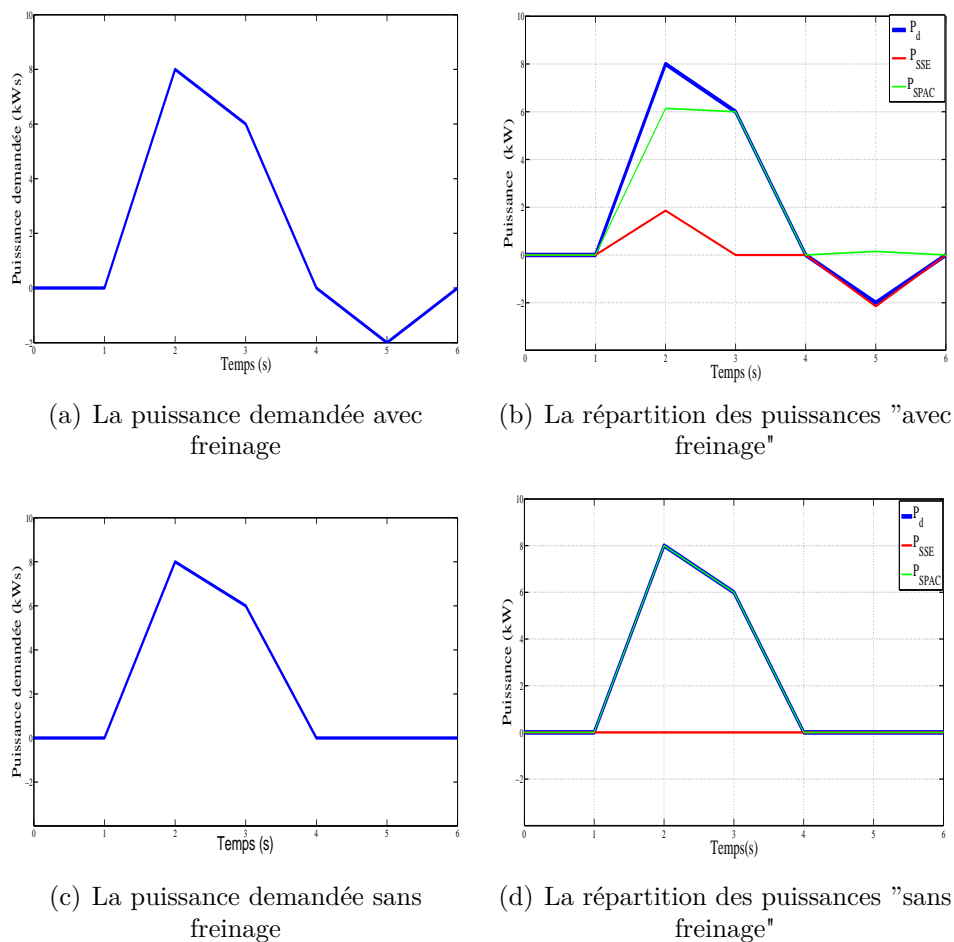 10
8
6
4
2
0
−2
0
1
2
3
4
5
6
Puissance demandée (kWs)
Temps (s)
10
8
6
4
2
0
−2
0
1
2
3
4
5
6
Puissance (kW)
Temps (s)
P_d
P_SSE
P_SPAC
(a) La puissance demandée avec
freinage
(b) La répartition des puissances ”avec
freinage"
10
8
6
4
2
0
−2
0
1
2
3
4
5
6
Puissance demandée (kWs)
Temps (s)
10
8
6
4
2
0
−2
0
1
2
3
4
5
6
Puissance (kW)
Temps(s)
P_d
P_SSE
P_SPAC
(c) La puissance demandée sans
freinage
(d) La répartition des puissances ”sans
freinage"